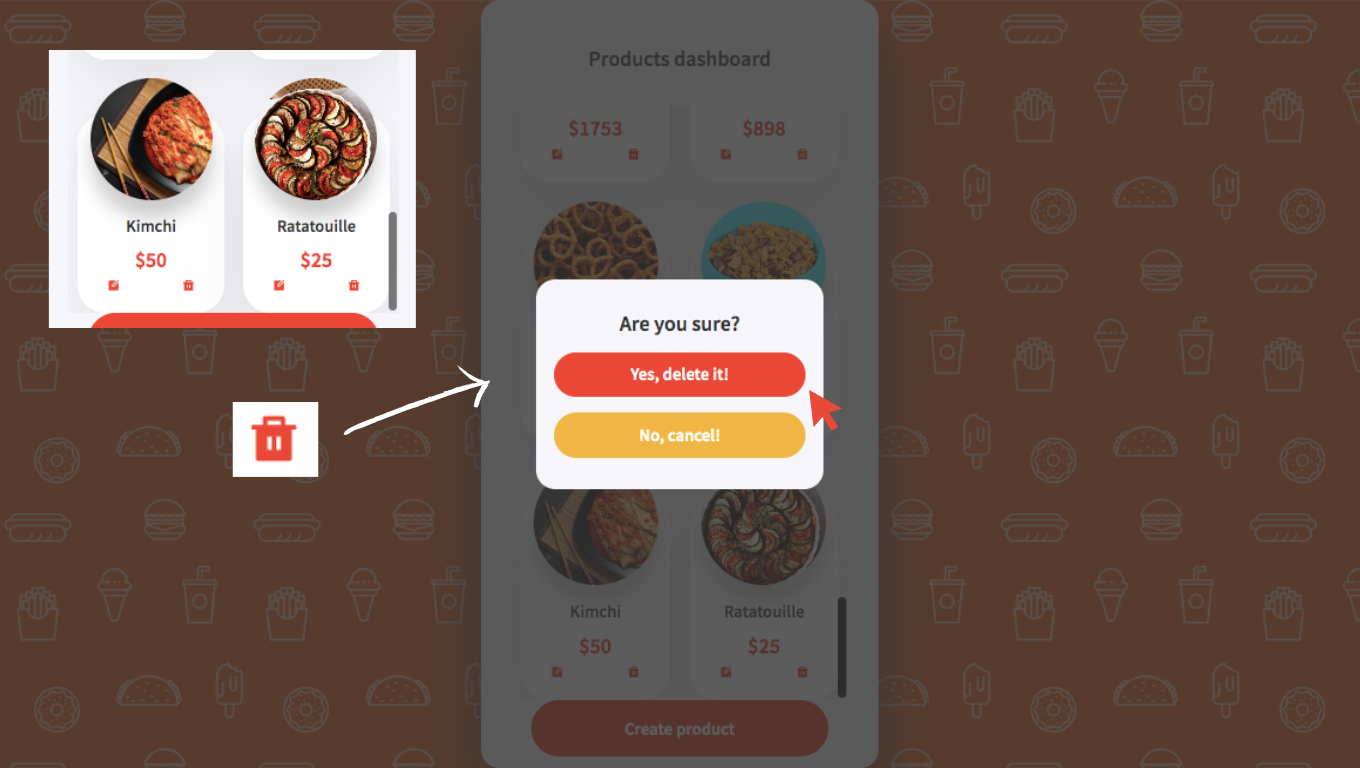 Kimchi
$50
Ratatouille
$25
Products dashboard
$1753
$898
Are you sure?
Yes, delete it!
No, cancel!
Kimchi
$50
Ratatouille
$25
Create product